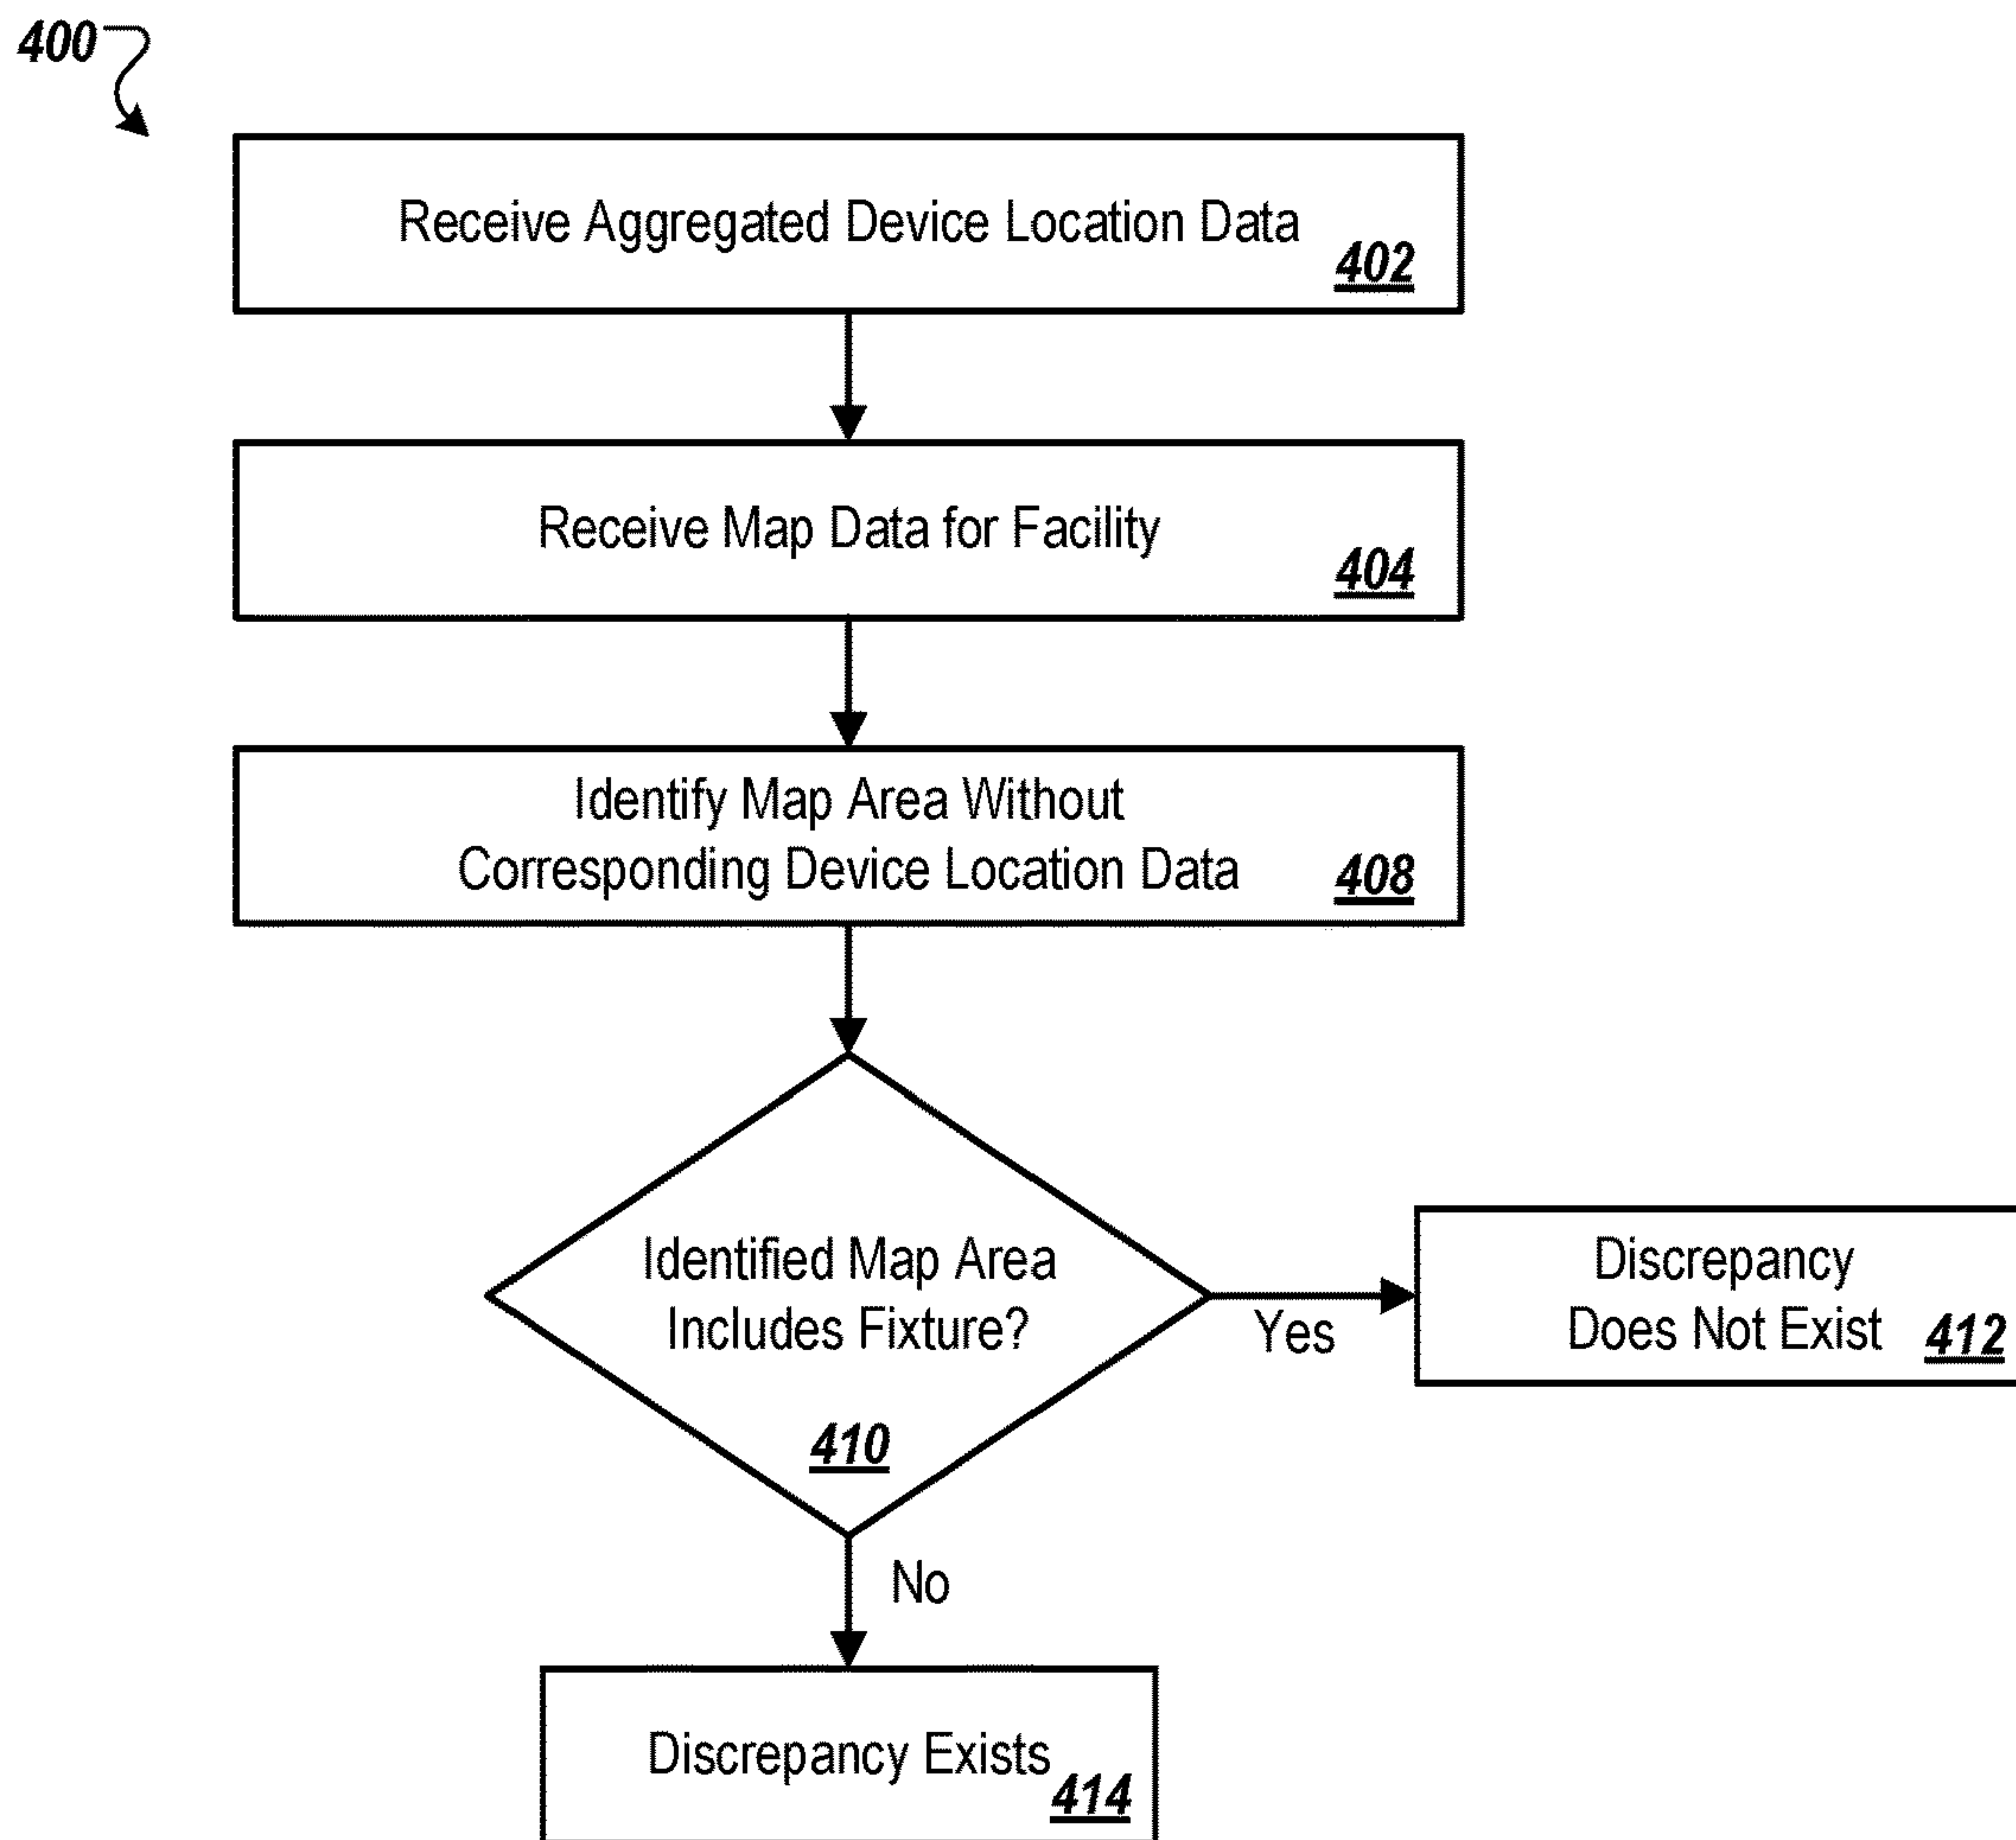 400
Receive Aggregated Device Location Data
402
Receive Map Data for Facility
404
Identify Map Area Without
Corresponding Device Location Data
408
Identified Map Area
Includes Fixture?
410
Yes
Discrepancy
Does Not Exist
412
No
Discrepancy Exists
414